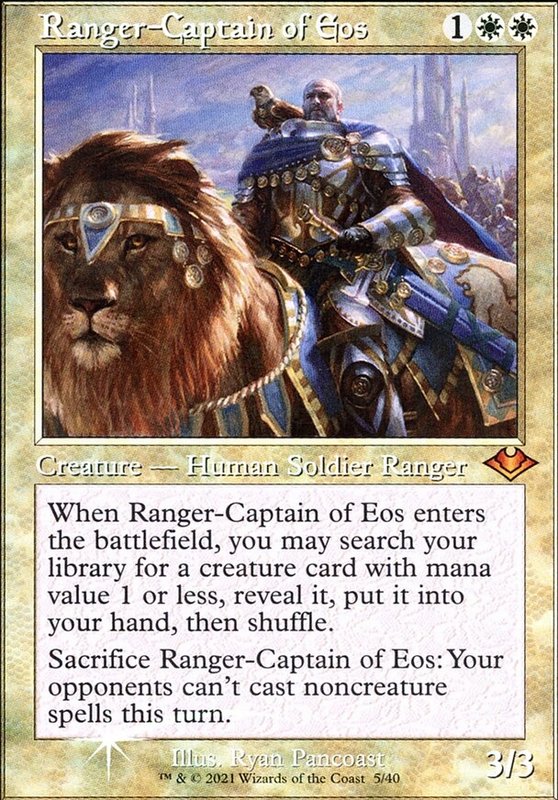 Ranger-Captain of Eos 1
Creature — Human Soldier Ranger
When Ranger-Captain of Eos enters
the battlefield, you may search your
library for a creature card with mana
value 1 or less, reveal it, put it into
your hand, then shuffle.
Sacrifice Ranger-Captain of Eos: Your
opponents can't cast noncreature
spells this turn.
Illus. Ryan Pancoast
3/3
™ & © 2021 Wizards of the Coast 5/40